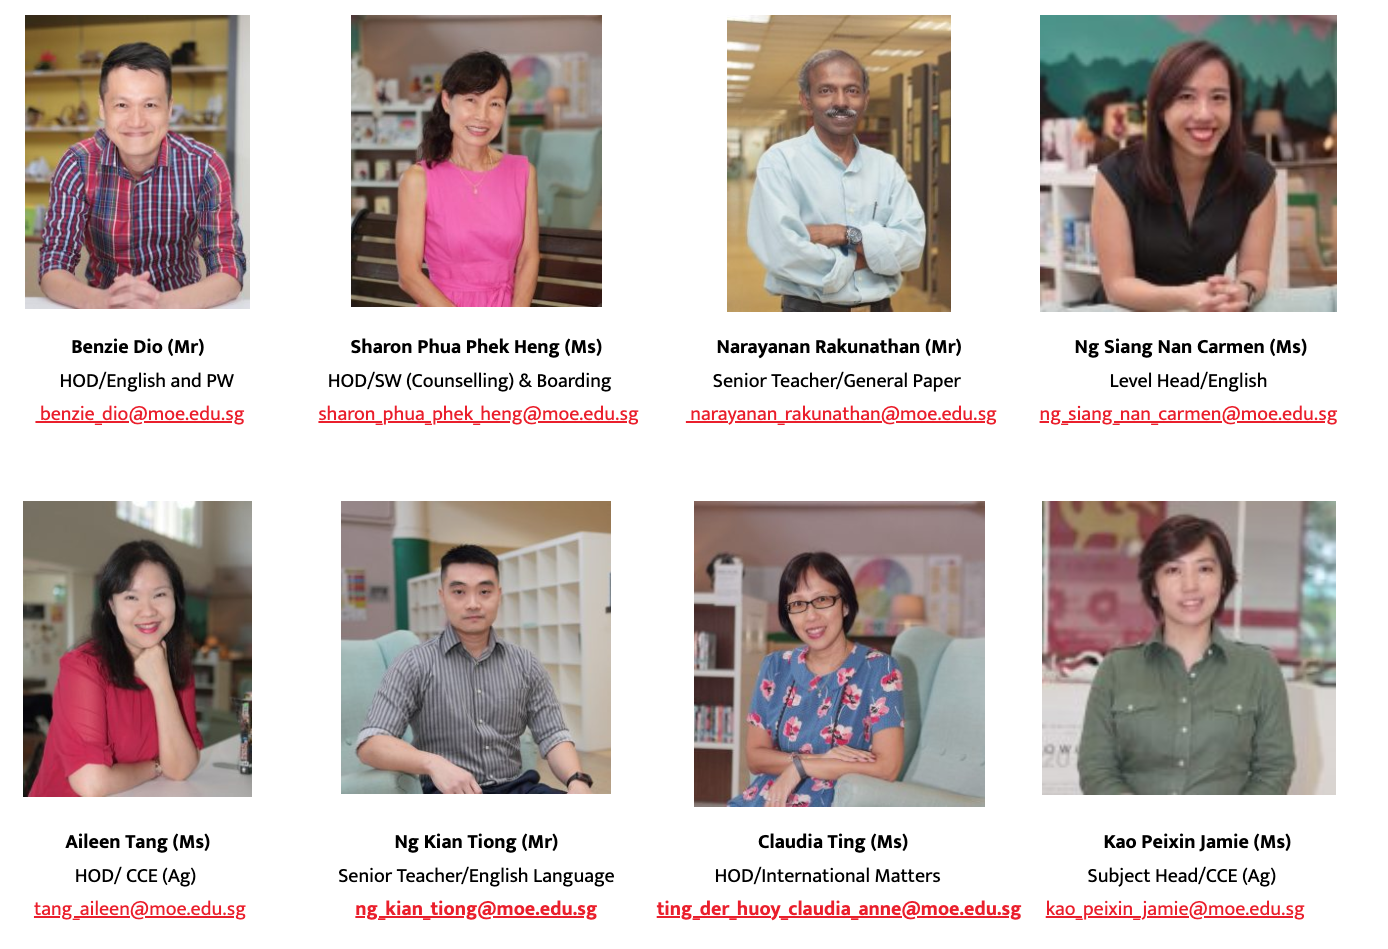 Benzie Dio (Mr)
HOD/English and PW
benzie_dio@moe.edu.sg
Sharon Phua Phek Heng (Ms)
HOD/SW (Counselling) & Boarding
sharon_phua_phek_heng@moe.edu.sg
Narayanan Rakunathan (Mr)
Senior Teacher/General Paper
narayanan_rakunathan@moe.edu.sg
Ng Siang Nan Carmen (Ms)
Level Head/English
ng_siang_nan_carmen@moe.edu.sg
Aileen Tang (Ms)
HOD/ CCE (Ag)
tang_aileen@moe.edu.sg
Ng Kian Tiong (Mr)
Senior Teacher/English Language
ng_kian_tiong@moe.edu.sg
Claudia Ting (Ms)
HOD/International Matters
ting_der_huoy_claudia_anne@moe.edu.sg
Kao Peixin Jamie (Ms)
Subject Head/CCE (Ag)
kao_peixin_jamie@moe.edu.sg